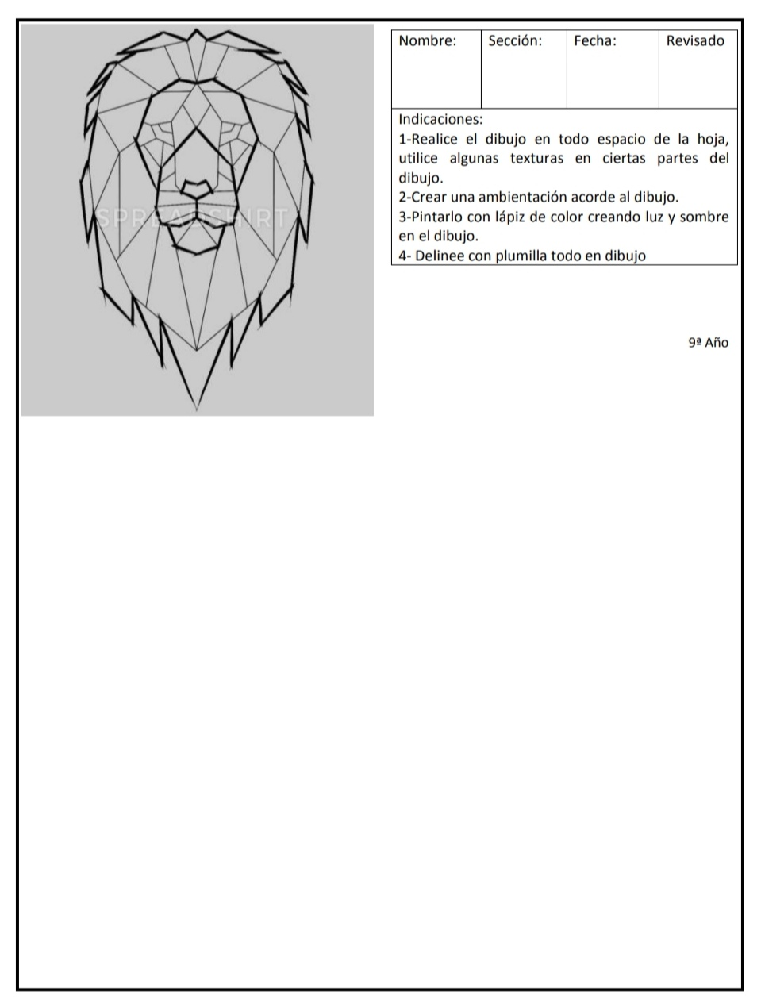 Nombre:
Sección:
Fecha:
Revisado
Indicaciones:
1-Realice el dibujo en todo espacio de la hoja,
utilice algunas texturas en ciertas partes del
dibujo.
2-Crear una ambientación acorde al dibujo.
3-Pintarlo con lápiz de color creando luz y sombre
en el dibujo.
4- Delinee con plumilla todo en dibujo
SPREADSHIRT
9ª Año